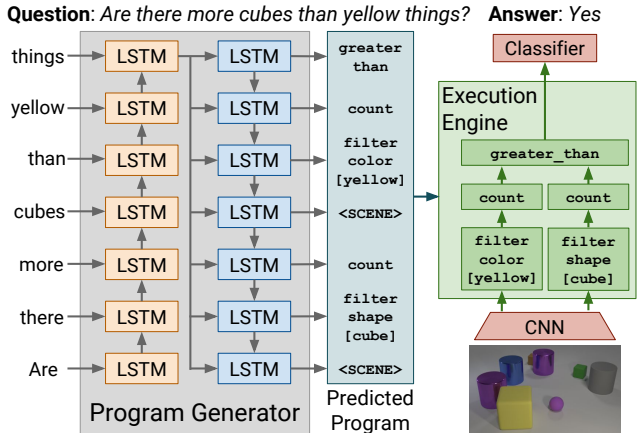 Question: Are there more cubes than yellow things? Answer: Yes
things
yellow
than
cubes
more
there
Are
LSTM
LSTM
LSTM
LSTM
LSTM
LSTM
LSTM
LSTM
LSTM
LSTM
LSTM
LSTM
LSTM
LSTM
Program Generator
greater
than
count
filter
color
[yellow]
<SCENE>
count
filter
shape
[cube]
<SCENE>
Predicted
Program
Classifier
Execution
Engine
greater_than
count
count
filter
color
[yellow]
filter
shape
[cube]
CNN